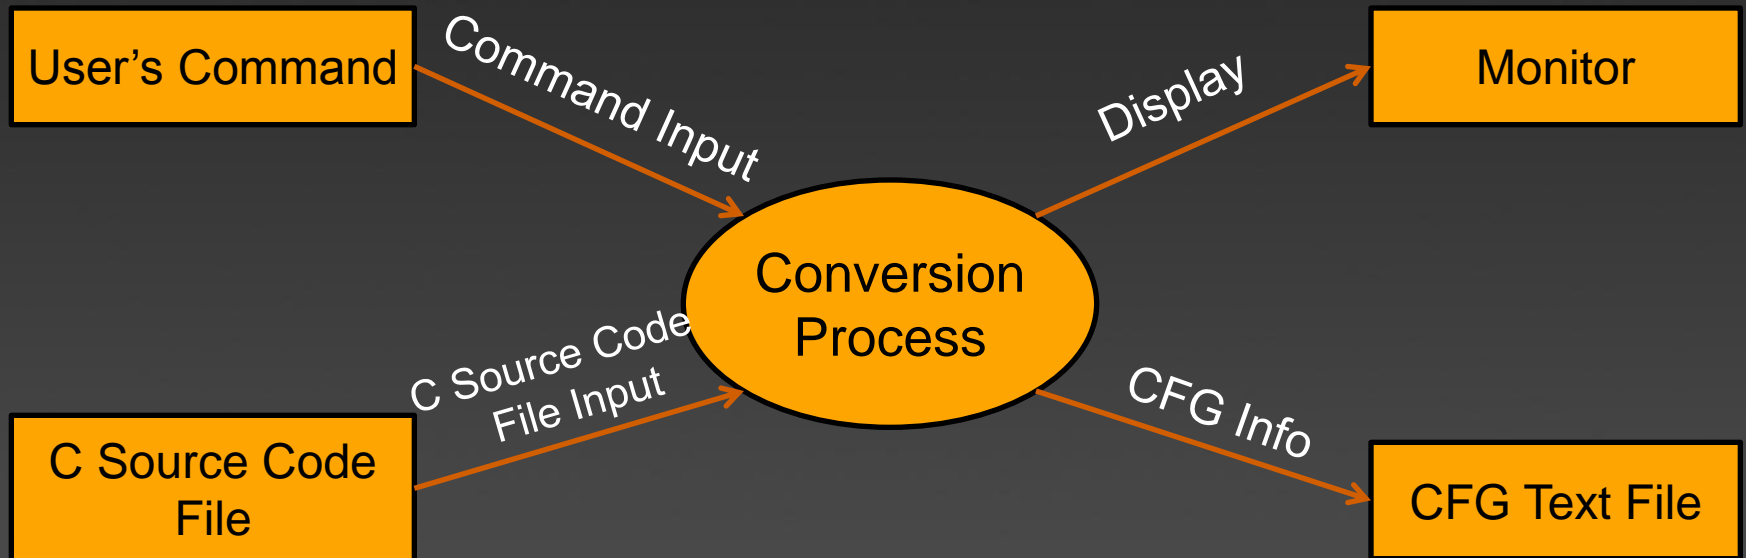 User’s Command
Command Input
Display
Monitor
Conversion
Process
C Source Code
File Input
CFG Info
C Source Code
File
CFG Text File